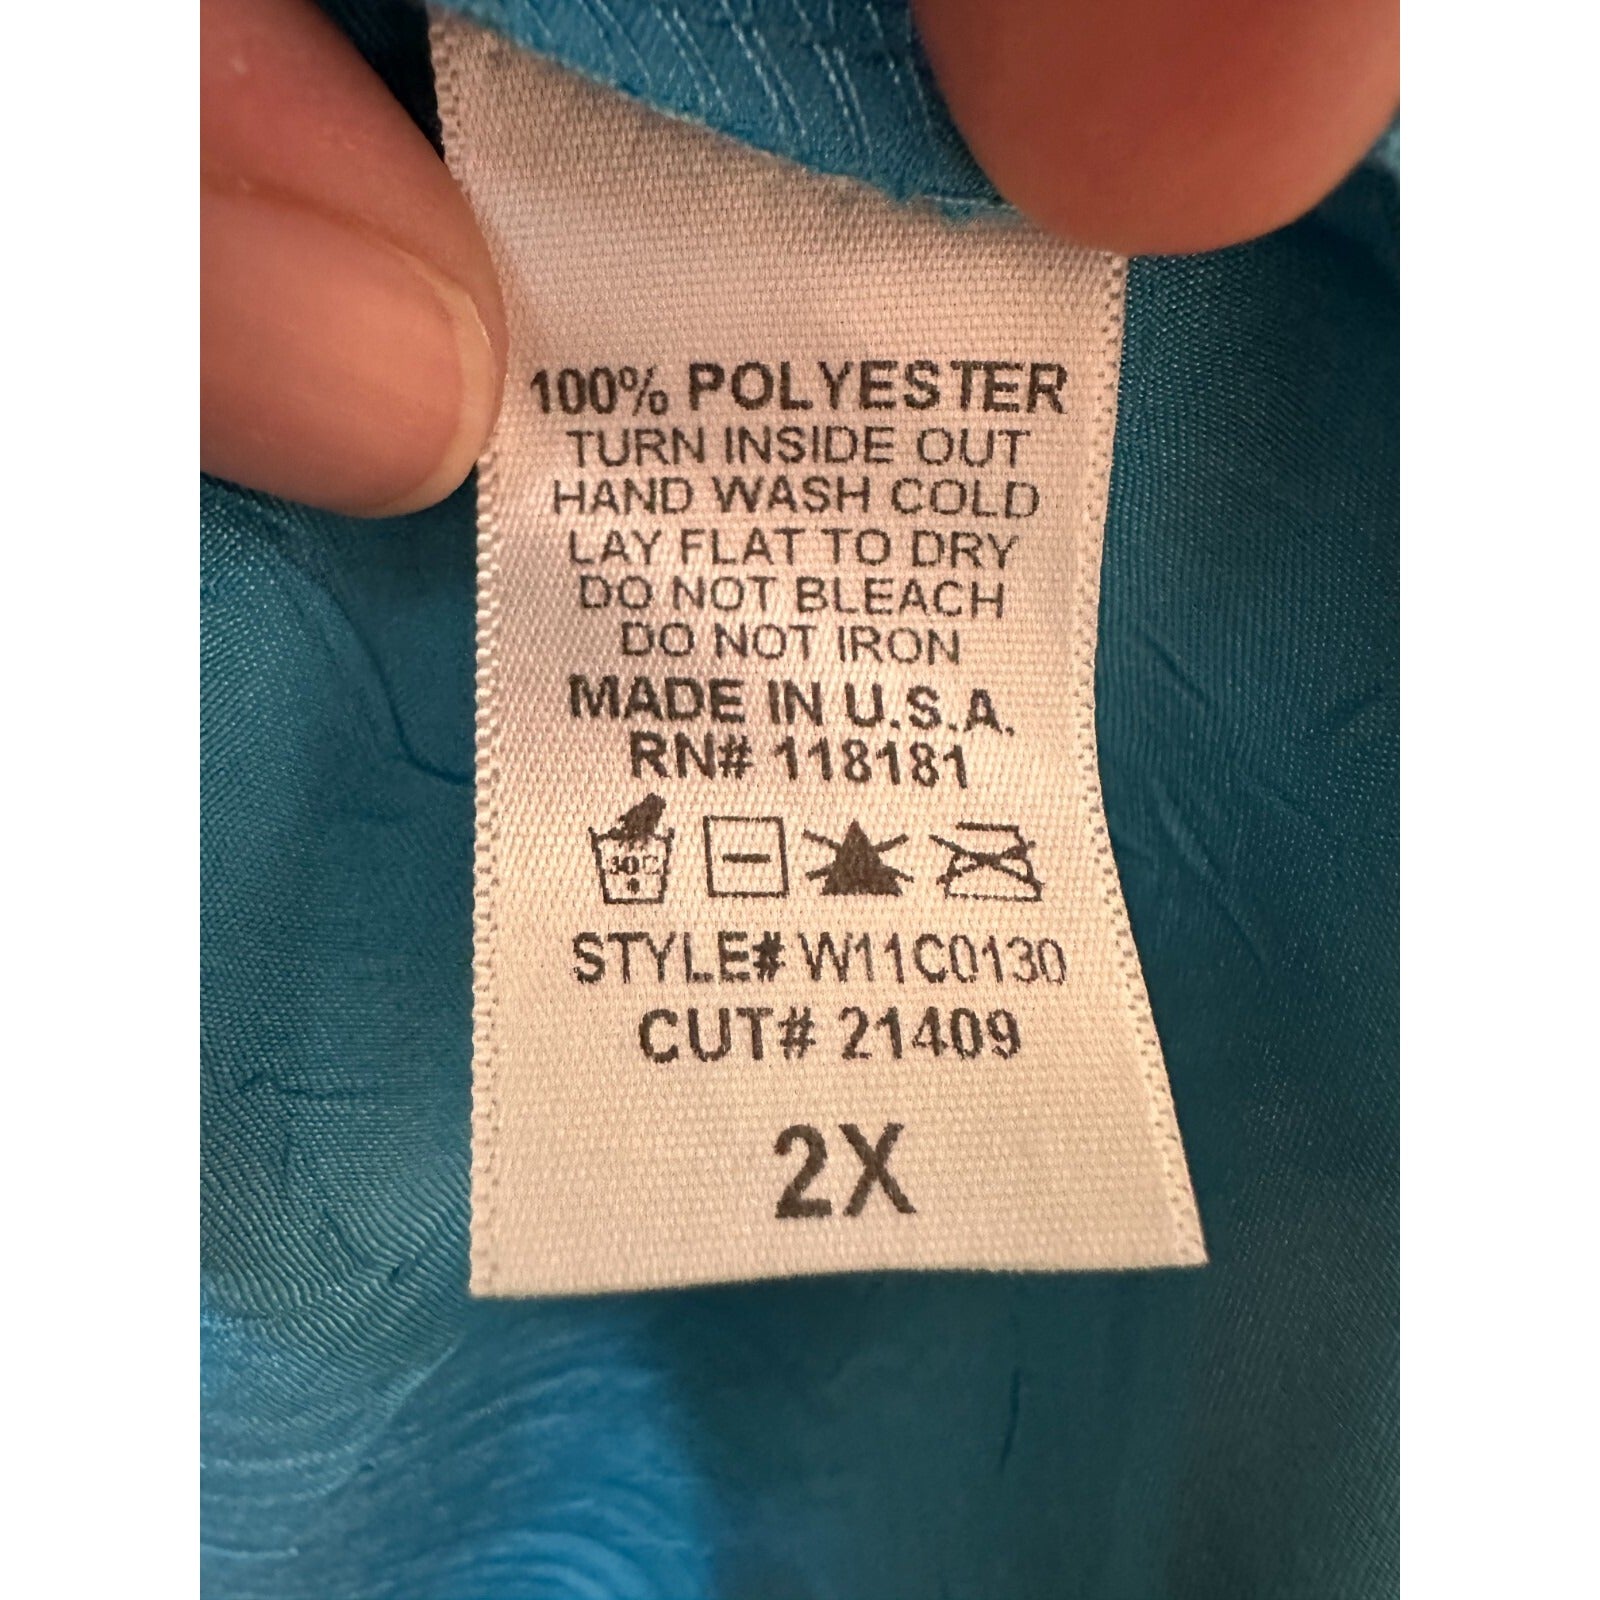 100% POLYESTER
TURN INSIDE OUT
HAND WASH COLD
LAY FLAT TO DRY
DO NOT BLEACH
DO NOT IRON
MADE IN U.S.A.
RN# 118181
30C
STYLE# W11C0130
CUT# 21409
2X